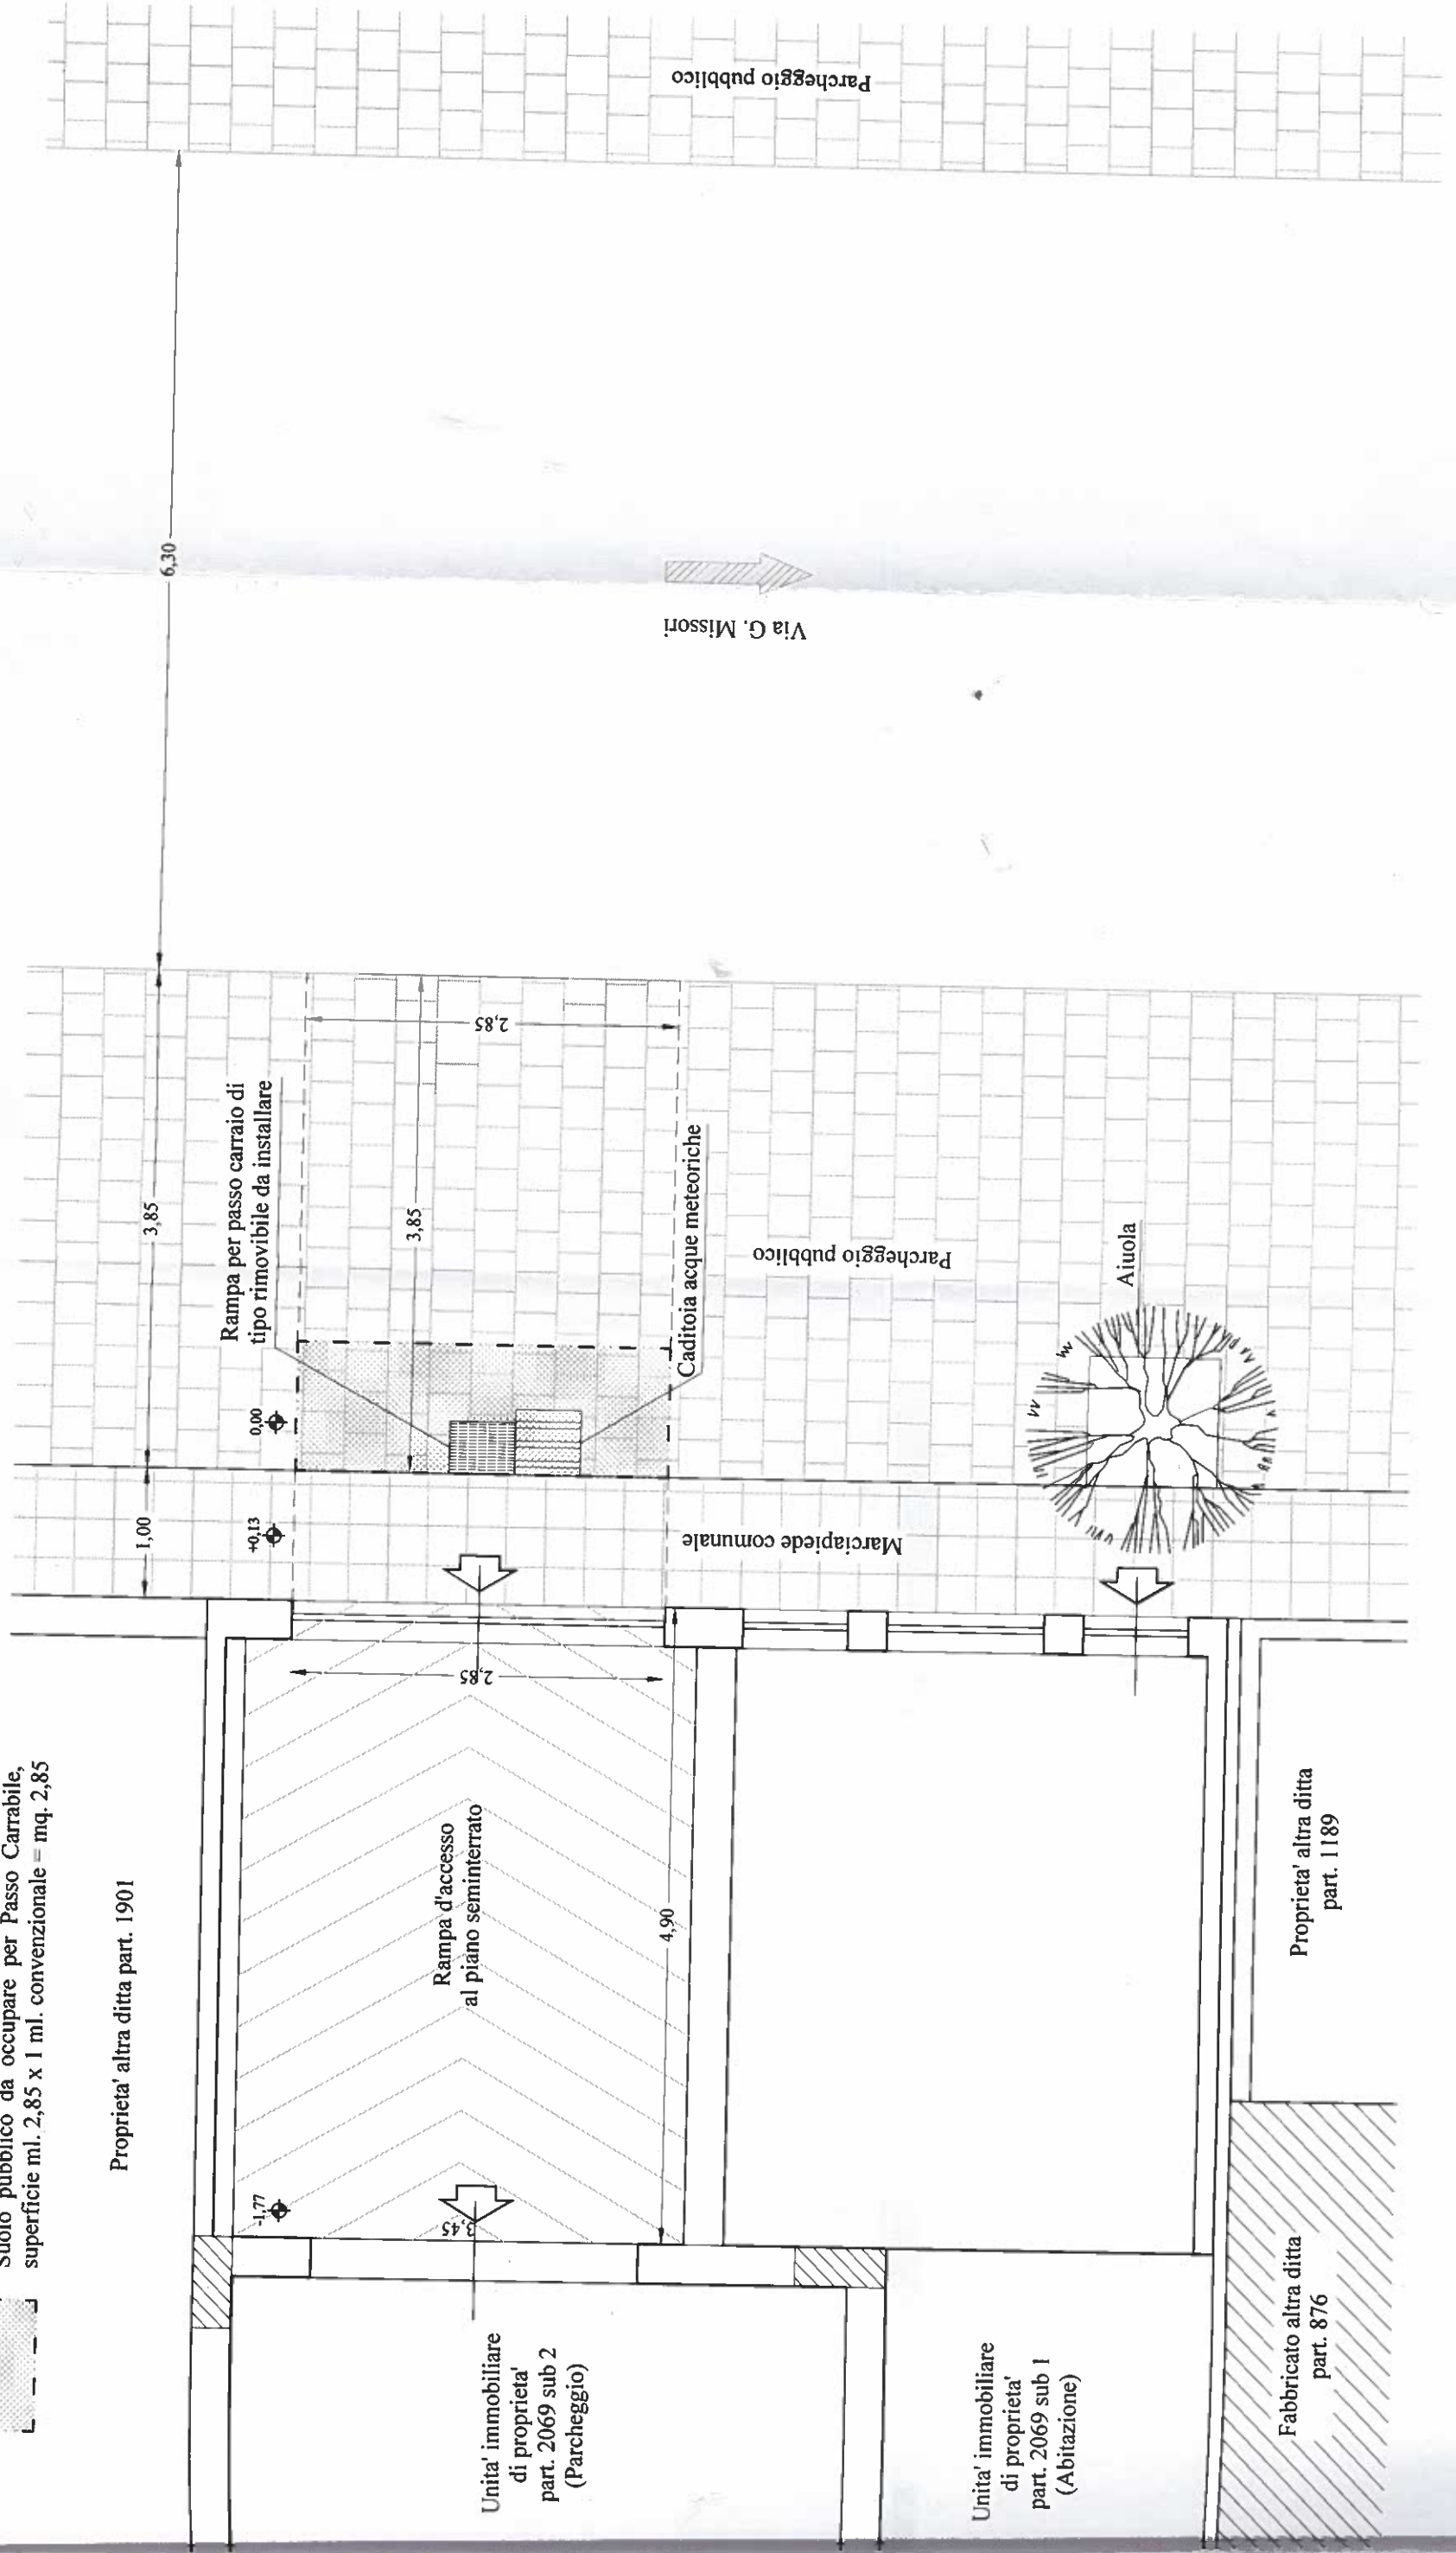 Suolo pubblico da occupare per Passo Carrabile,
superficie ml. 2,85 x 1 ml. convenzionale = mq. 2,85
Proprieta' altra ditta part. 1901
1,00
3,85
6,30
+0,13
0,00
-1,77
Rampa per passo carraio di
tipo rimovibile da installare
3,85
2,85
Caditoia acque meteoriche
Parcheggio pubblico
Via G. Missori
Parcheggio pubblico
Marciapiede comunale
Aiuola
2,85
Rampa d'accesso
al piano seminterrato
4,90
3,45
Unita' immobiliare
di proprieta'
part. 2069 sub 2
(Parcheggio)
Unita' immobiliare
di proprieta'
part. 2069 sub 1
(Abitazione)
Proprieta' altra ditta
part. 1189
Fabbricato altra ditta
part. 876